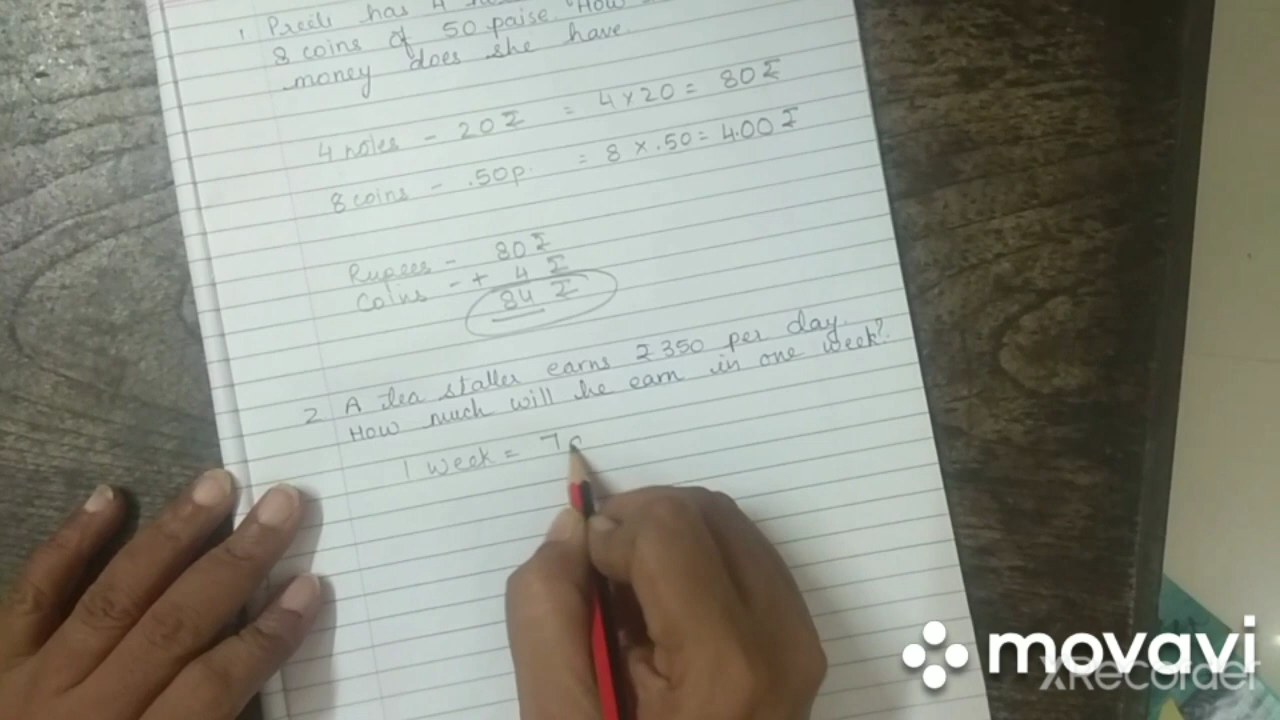 1. Preeti has 4
8 coins of 50 paise. How
money does she have.
4 notes - 20 ₹ = 4 × 20 = 80 ₹
8 coins - .50p. = 8 × .50 = 4.00 ₹
Rupees - 80 ₹
Coins - + 4 ₹
84 ₹
2. A tea staller earns ₹ 350 per day.
How much will he earn in one week?
1 week = 7
movavi
XRecorder